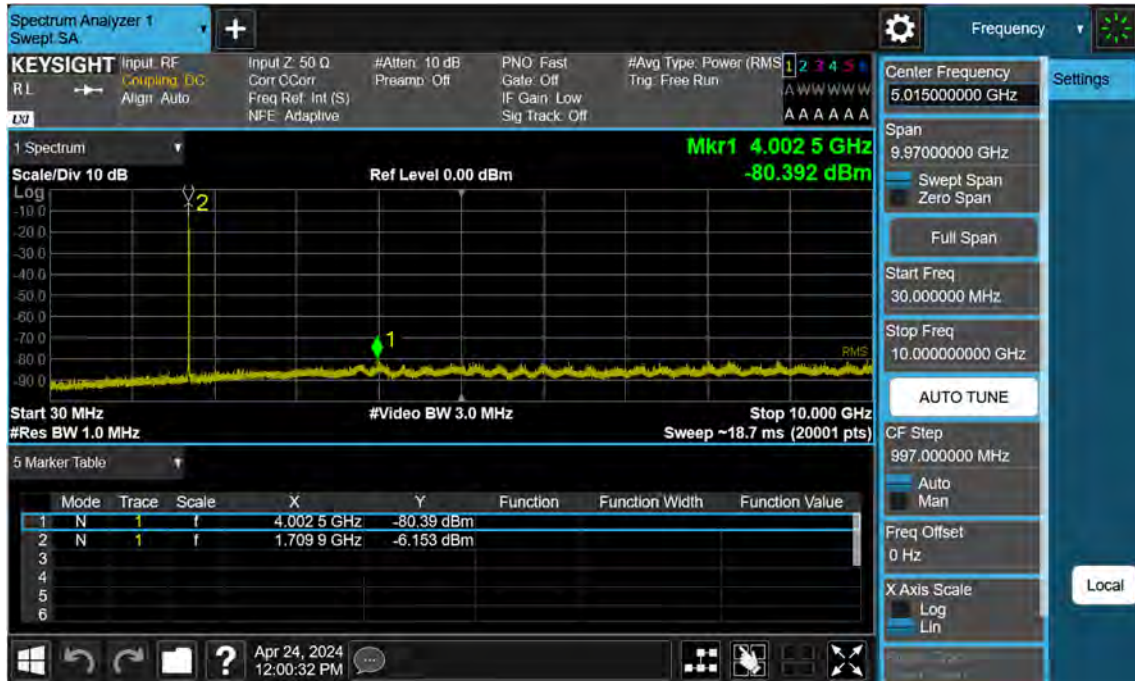 Spectrum Analyzer 1
Swept SA
+
Frequency
KEYSIGHT
RL
LXI
Input: RF
Coupling: DC
Align: Auto
Input Z: 50 Ω
Corr CCorr
Freq Ref: Int (S)
NFE: Adaptive
#Atten: 10 dB
Preamp: Off
PNO: Fast
Gate: Off
IF Gain: Low
Sig Track: Off
#Avg Type: Power (RMS
Trig: Free Run
1 2 3 4 5 6
A W W W W W
A A A A A A
Center Frequency
5.015000000 GHz
Settings
1 Spectrum
Scale/Div 10 dB
Ref Level 0.00 dBm
Mkr1 4.002 5 GHz
-80.392 dBm
Log
-10.0
-20.0
-30.0
-40.0
-50.0
-60.0
-70.0
-80.0
-90.0
2
1
RMS
Start 30 MHz
#Video BW 3.0 MHz
Stop 10.000 GHz
#Res BW 1.0 MHz
Sweep ~18.7 ms (20001 pts)
Span
9.97000000 GHz
Swept Span
Zero Span
Full Span
Start Freq
30.000000 MHz
Stop Freq
10.000000000 GHz
AUTO TUNE
CF Step
997.000000 MHz
Auto
Man
Freq Offset
0 Hz
X Axis Scale
Log
Lin
Local
5 Marker Table
Mode Trace Scale X Y Function Function Width Function Value
1 N 1 f 4.002 5 GHz -80.39 dBm
2 N 1 f 1.709 9 GHz -6.153 dBm
3
4
5
6
?
Apr 24, 2024
12:00:32 PM